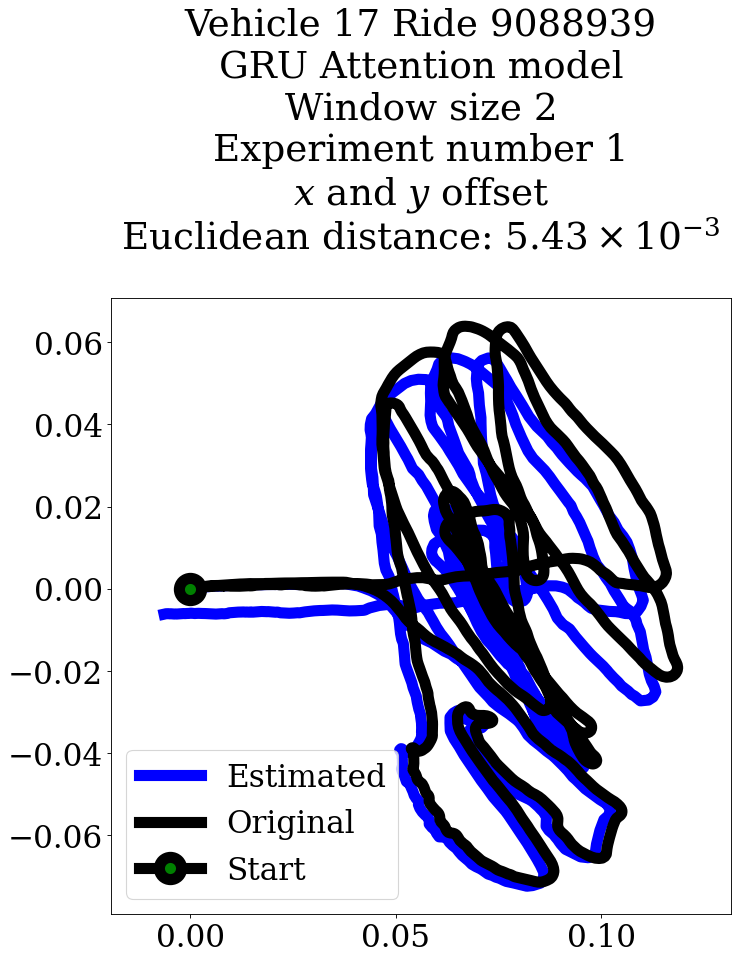 Vehicle 17 Ride 9088939
GRU Attention model
Window size 2
Experiment number 1
x and y offset
Euclidean distance: 5.43 × 10⁻³
0.06
0.04
0.02
0.00
−0.02
−0.04
−0.06
Estimated
Original
Start
0.00 0.05 0.10